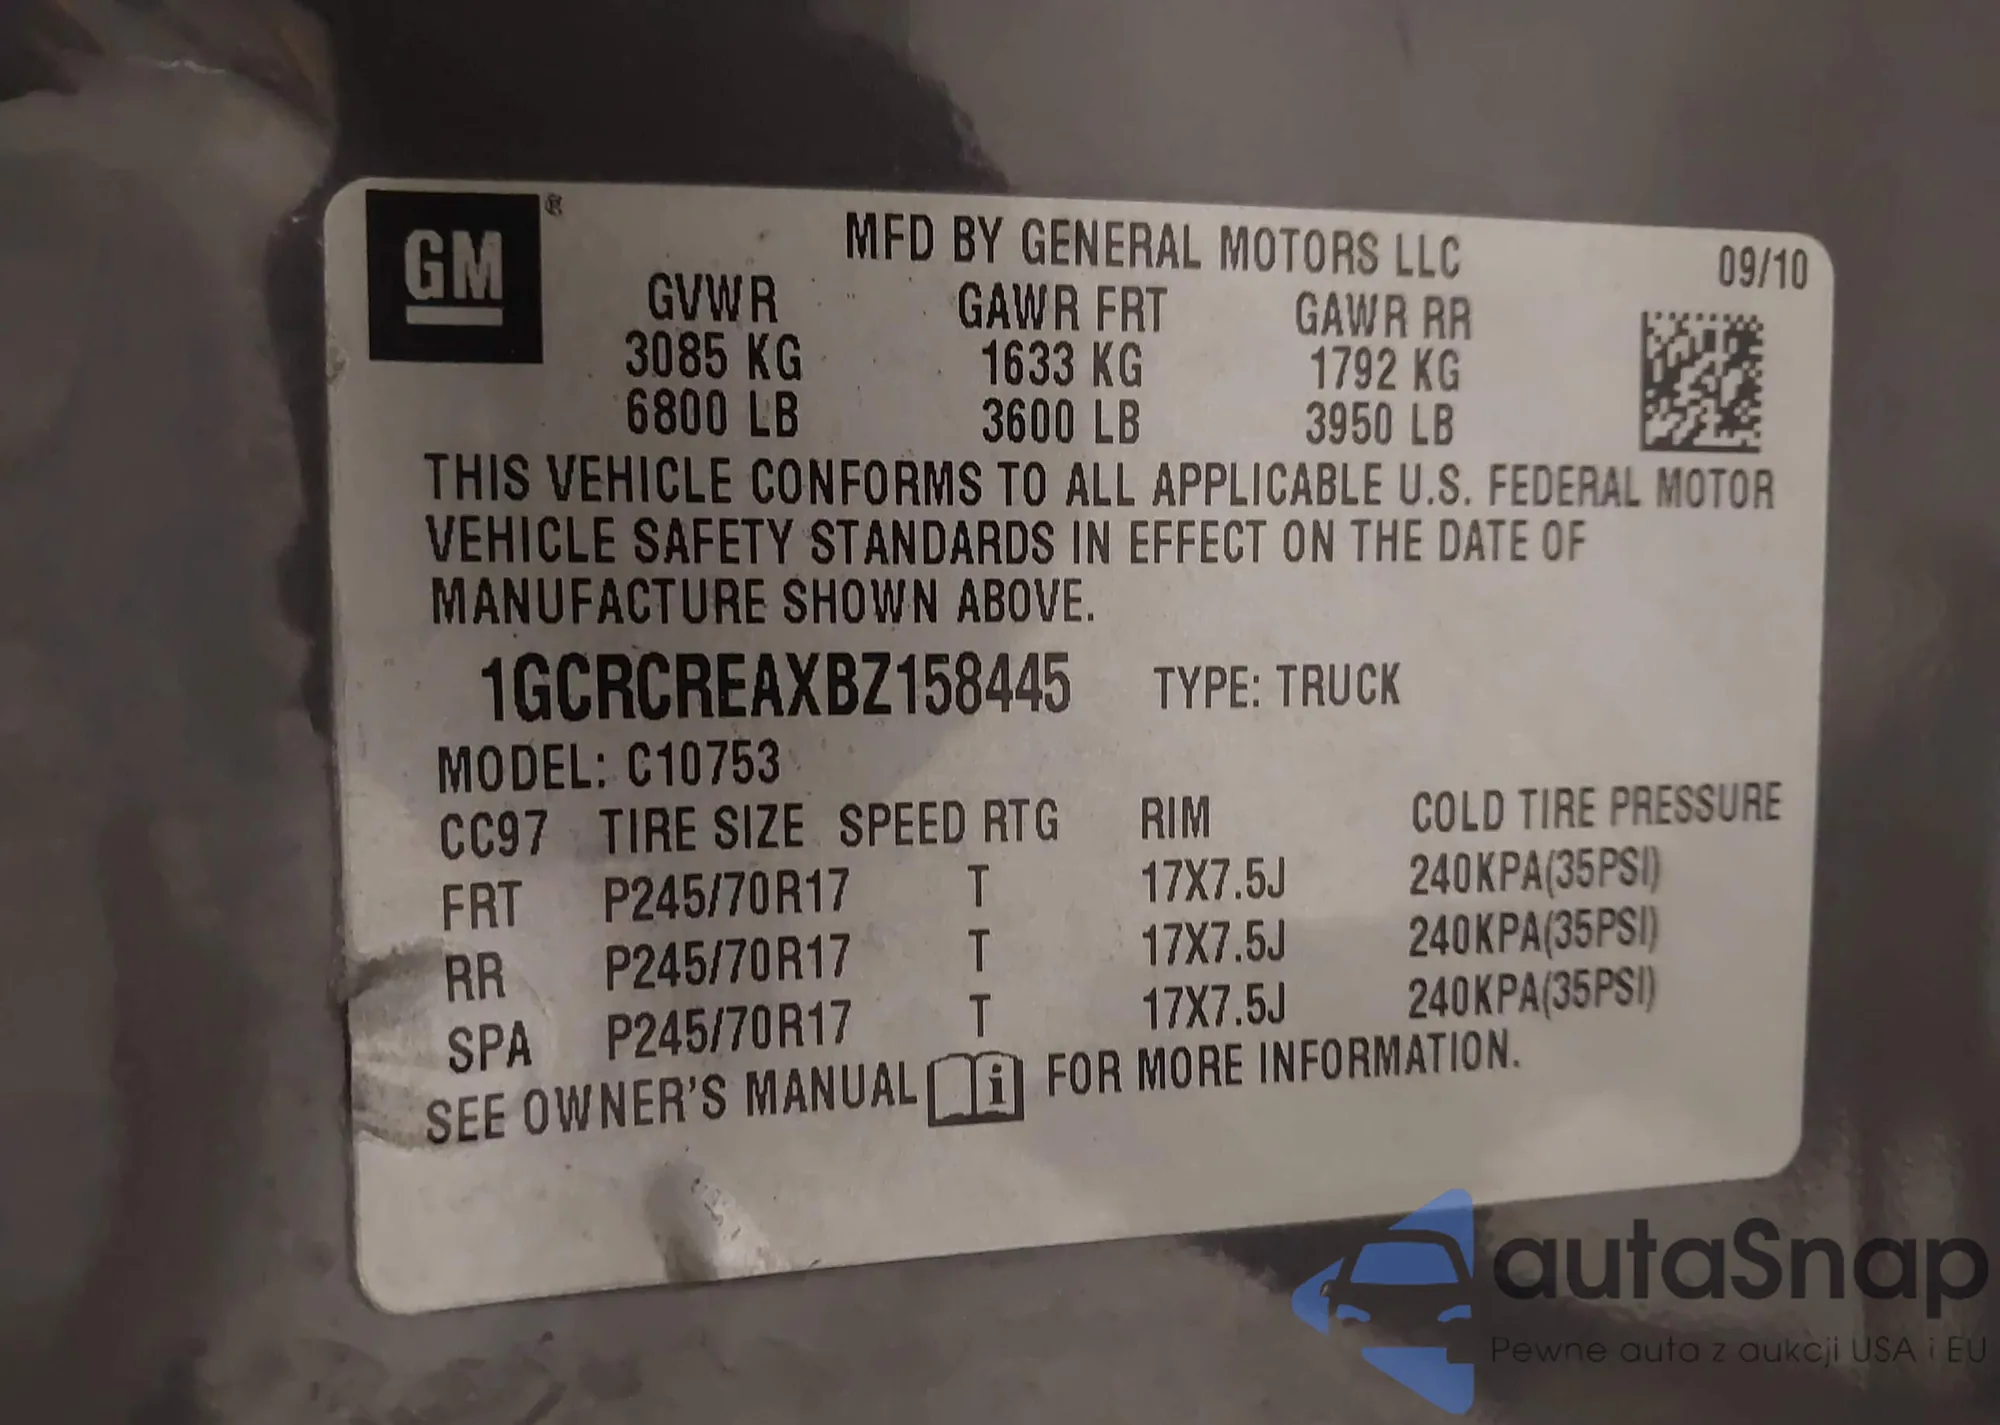 GM ®
MFD BY GENERAL MOTORS LLC 09/10
GVWR GAWR FRT GAWR RR
3085 KG 1633 KG 1792 KG
6800 LB 3600 LB 3950 LB
THIS VEHICLE CONFORMS TO ALL APPLICABLE U.S. FEDERAL MOTOR
VEHICLE SAFETY STANDARDS IN EFFECT ON THE DATE OF
MANUFACTURE SHOWN ABOVE.
1GCRCREAXBZ158445 TYPE: TRUCK
MODEL: C10753
CC97 TIRE SIZE SPEED RTG RIM COLD TIRE PRESSURE
FRT P245/70R17 T 17X7.5J 240KPA(35PSI)
RR P245/70R17 T 17X7.5J 240KPA(35PSI)
SPA P245/70R17 T 17X7.5J 240KPA(35PSI)
SEE OWNER'S MANUAL i FOR MORE INFORMATION.
autaSnap
Pewne auta z aukcji USA i EU